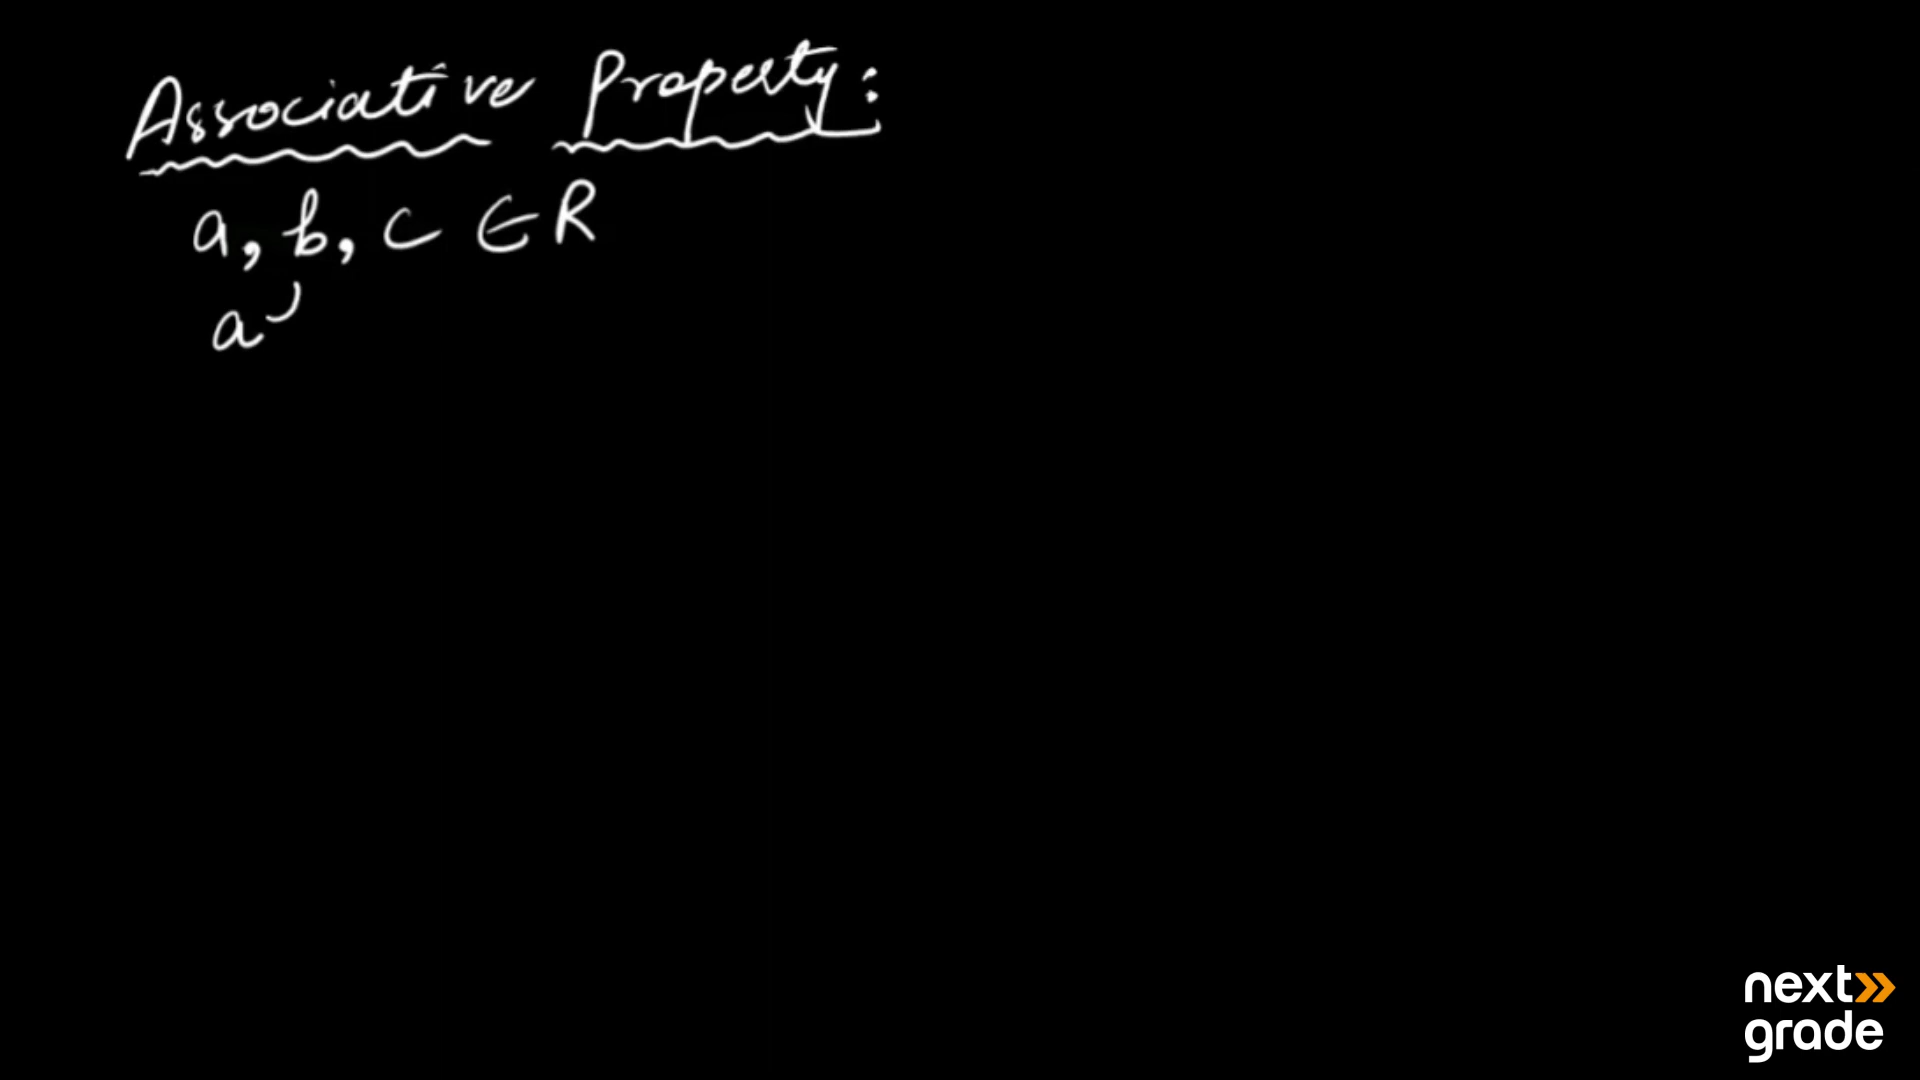 Associative Property:
a, b, c ∈ R
a
next
grade